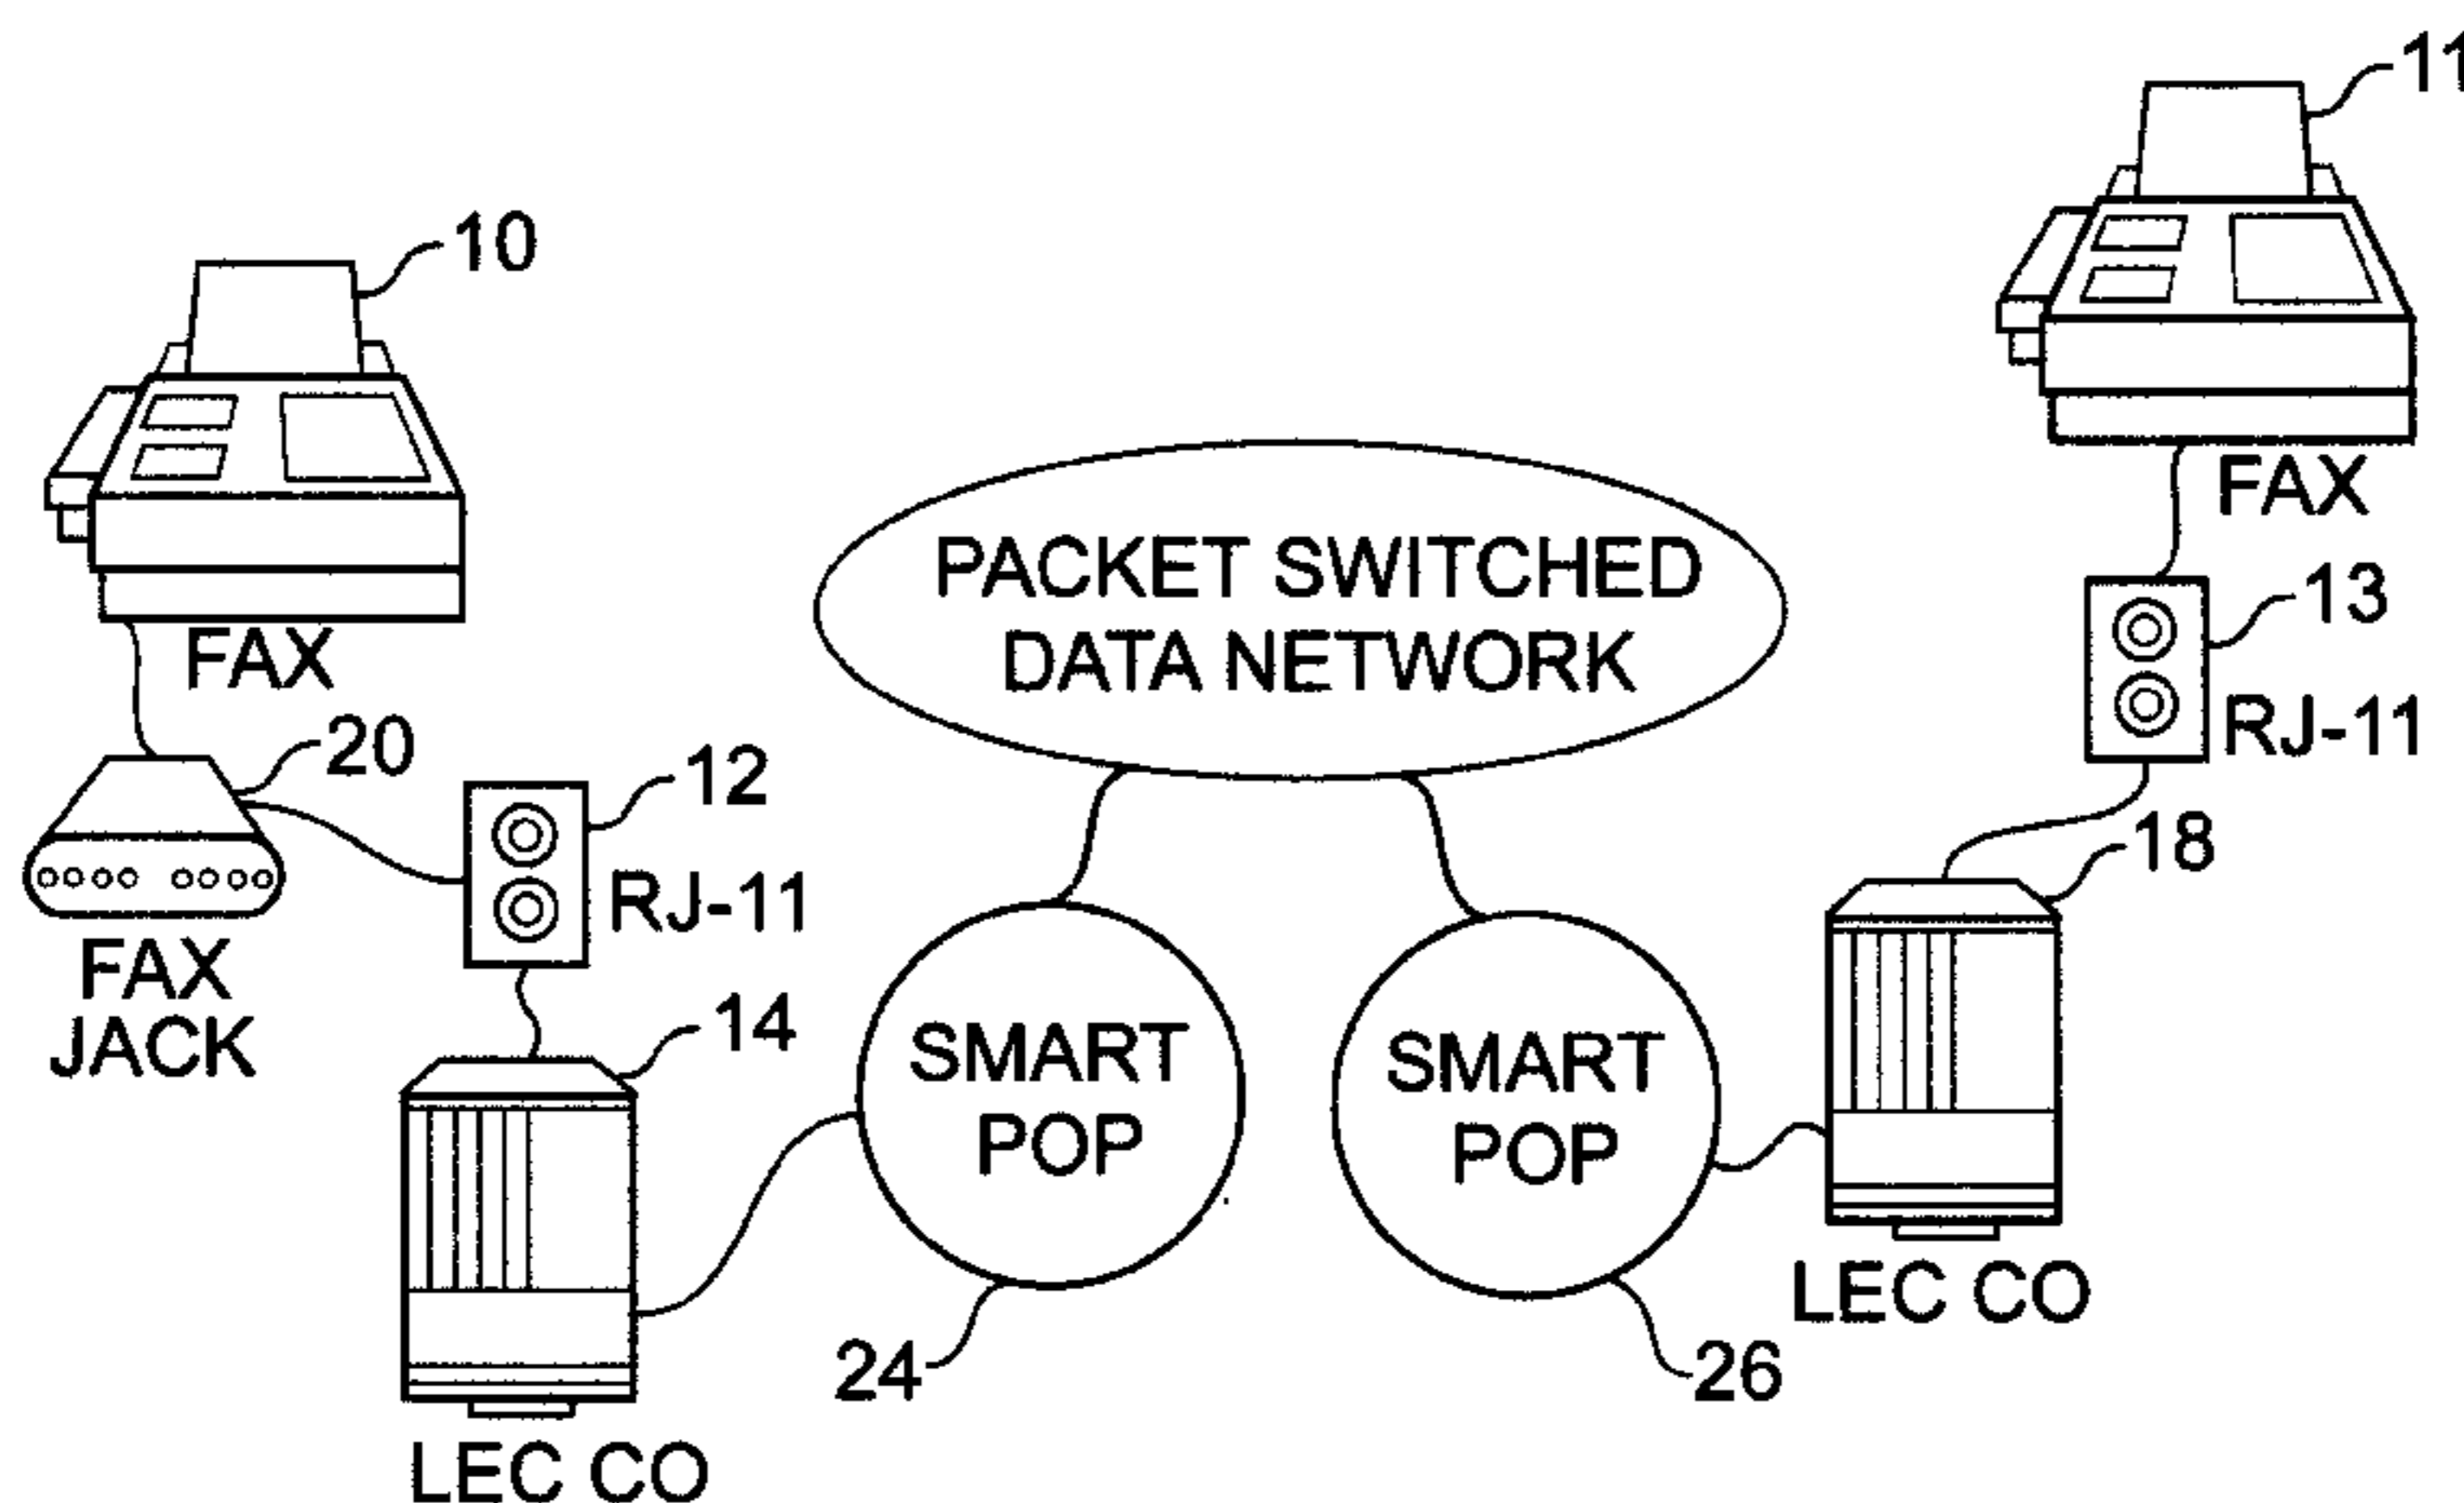 11
10
FAX
PACKET SWITCHED
DATA NETWORK
13
FAX
RJ-11
20
12
18
RJ-11
FAX
JACK
14
SMART
POP
SMART
POP
LEC CO
24
26
LEC CO